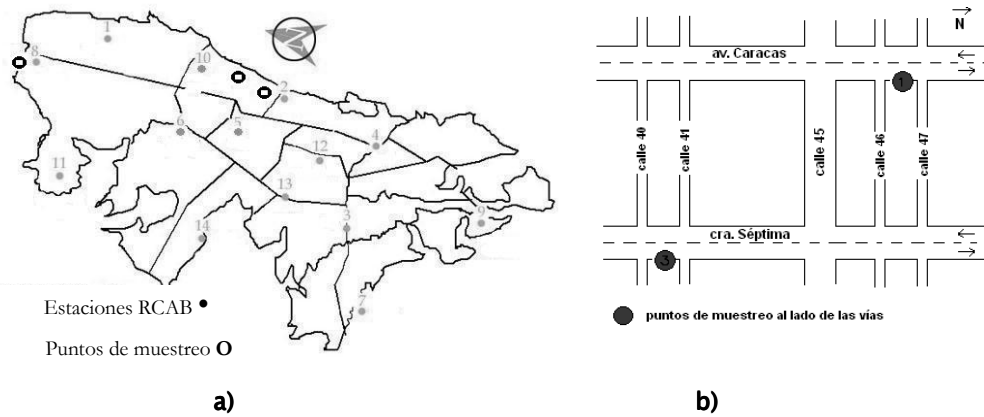 1
8
10
2
6
5
4
12
11
13
3
9
14
7
N
Estaciones RCAB
Puntos de muestreo O
a)
N
av. Caracas
1
calle 40
calle 41
calle 45
calle 46
calle 47
cra. Séptima
3
puntos de muestreo al lado de las vías
b)